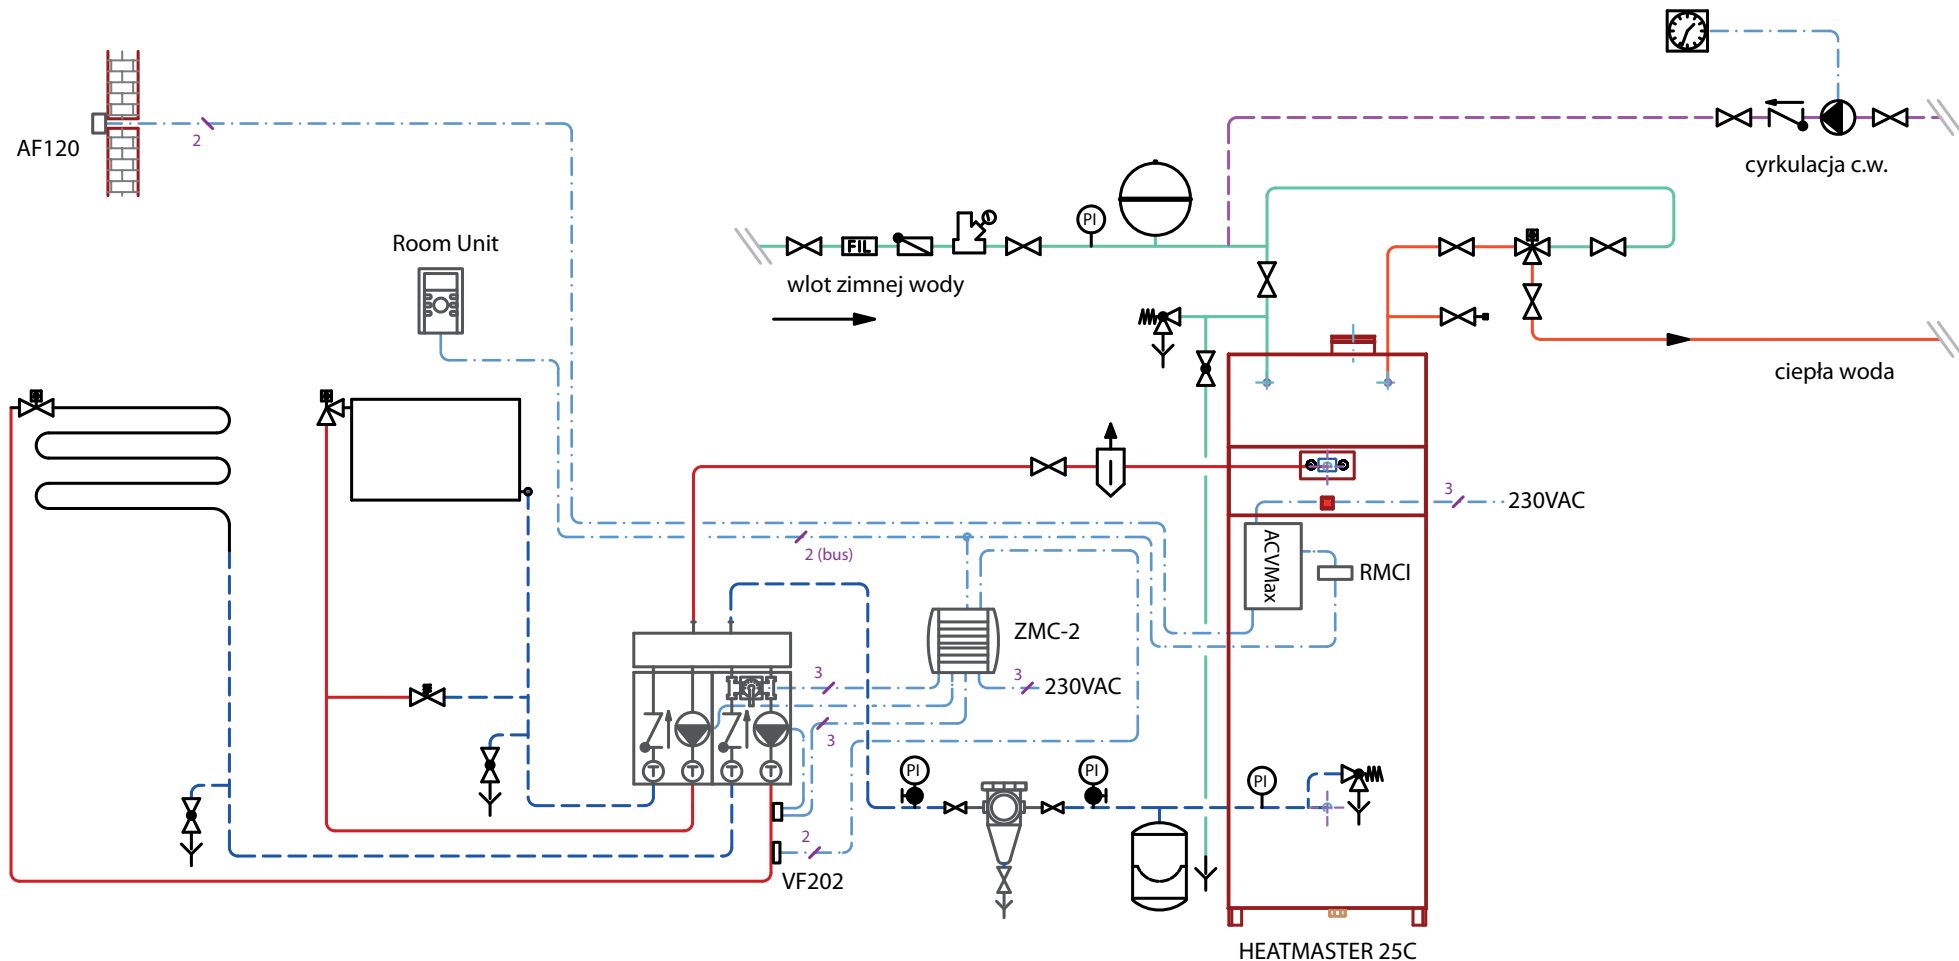 AF120
2
Room Unit
FIL
PI
wlot zimnej wody
cyrkulacja c.w.
ciepła woda
3
230VAC
2 (bus)
ACVMax
RMCI
ZMC-2
3
3
230VAC
3
T
T
T
T
PI
PI
PI
2
VF202
HEATMASTER 25C